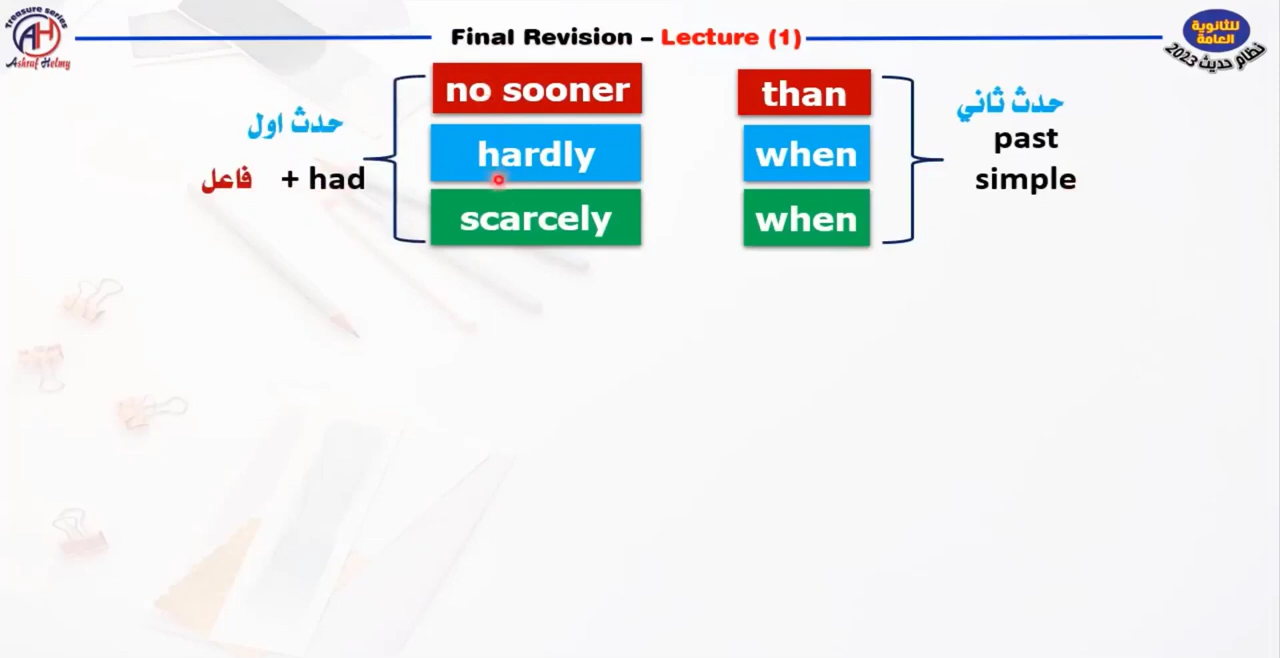 Treasure series
AH
Ashraf Helmy
Final Revision – Lecture (1)
للثانوية
العامة
نظام حديث 2023
حدث اول
فاعل + had
no sooner
than
hardly
when
scarcely
when
حدث ثاني
past
simple